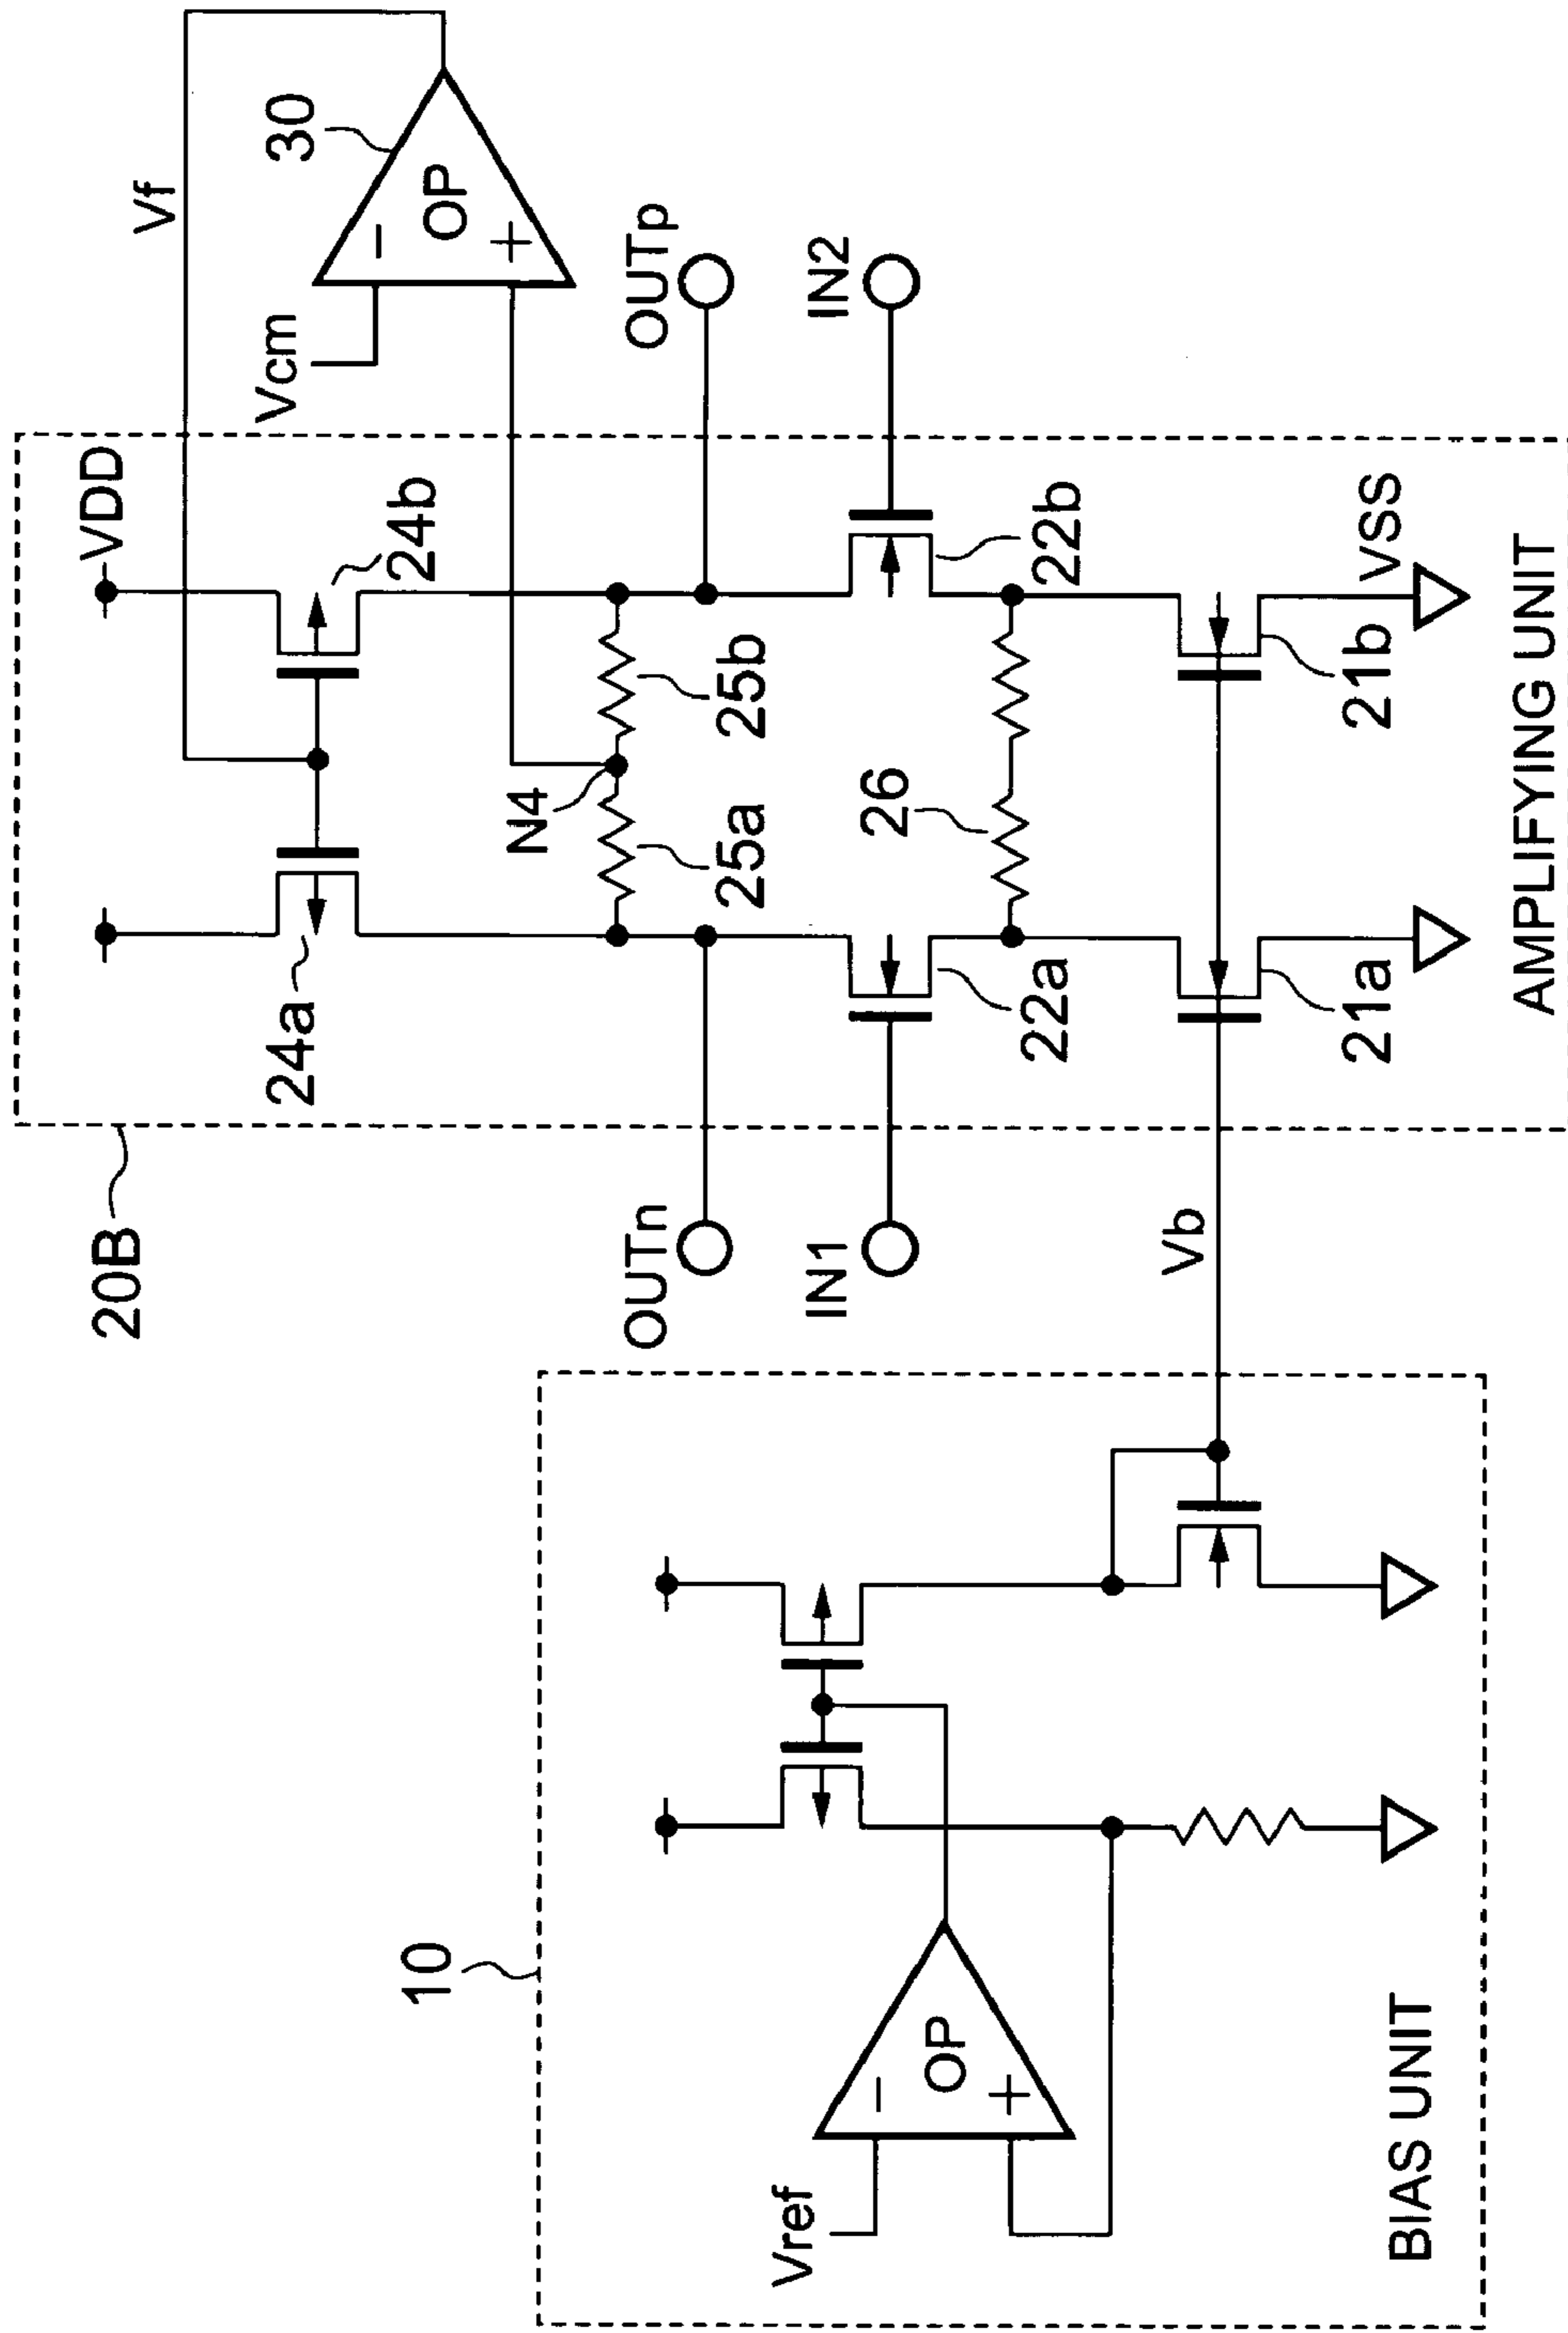 20B
VDD
Vf
24a
24b
30
OP
−
+
Vcm
N4
25a
25b
OUTn
OUTp
IN1
IN2
26
22a
22b
Vb
21a
21b
VSS
AMPLIFYING UNIT
10
Vref
OP
−
+
BIAS UNIT